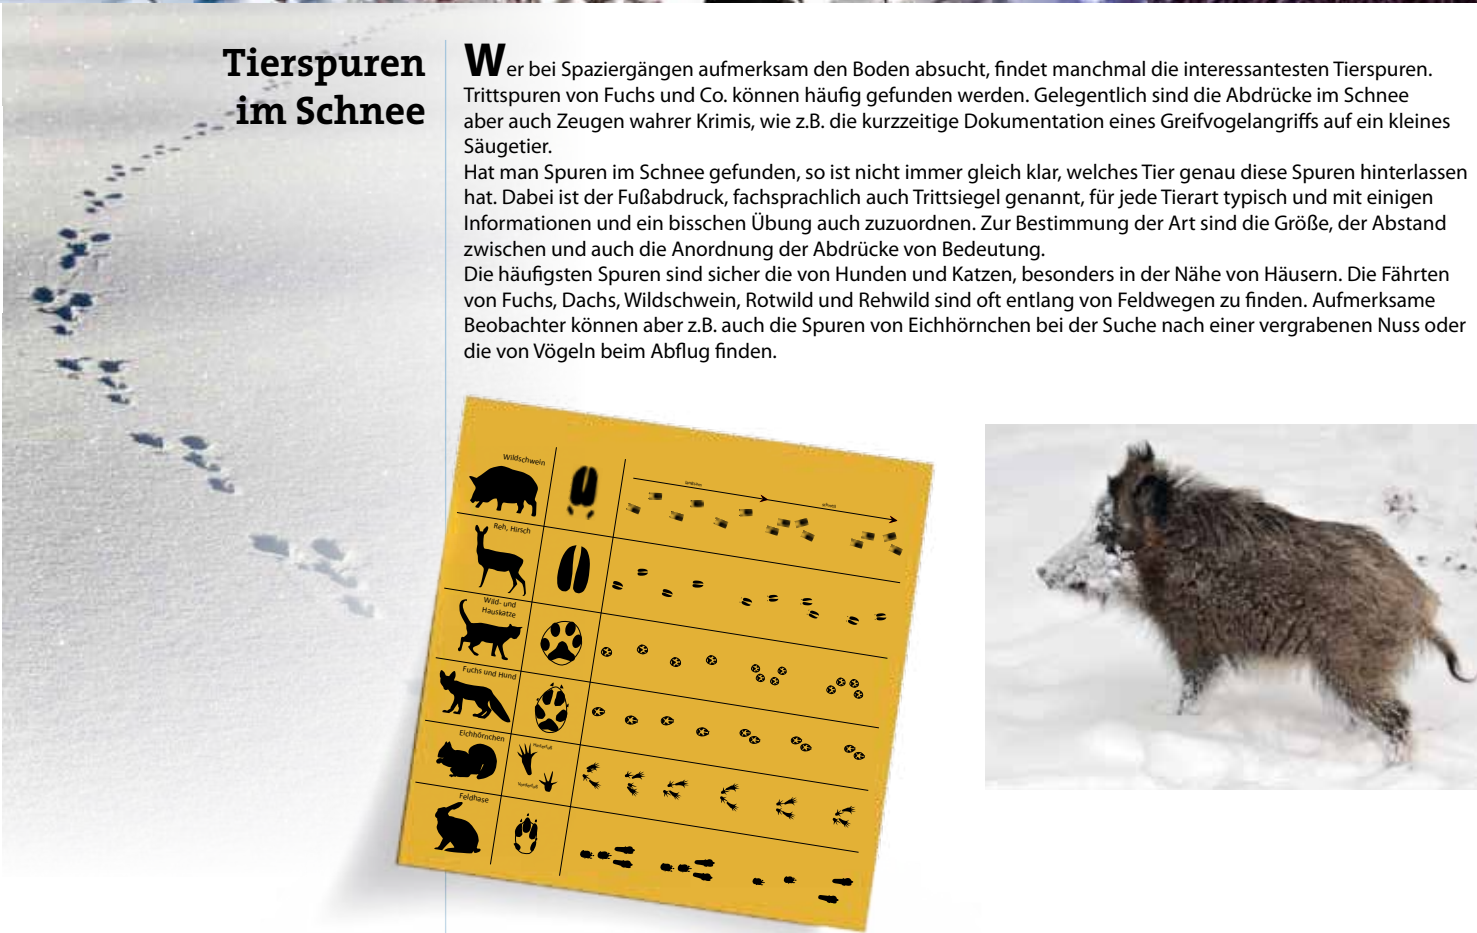 Tierspuren
im Schnee
Wer bei Spaziergängen aufmerksam den Boden absucht, findet manchmal die interessantesten Tierspuren.
Trittspuren von Fuchs und Co. können häufig gefunden werden. Gelegentlich sind die Abdrücke im Schnee
aber auch Zeugen wahrer Krimis, wie z.B. die kurzzeitige Dokumentation eines Greifvogelangriffs auf ein kleines
Säugetier.
Hat man Spuren im Schnee gefunden, so ist nicht immer gleich klar, welches Tier genau diese Spuren hinterlassen
hat. Dabei ist der Fußabdruck, fachsprachlich auch Trittsiegel genannt, für jede Tierart typisch und mit einigen
Informationen und ein bisschen Übung auch zuzuordnen. Zur Bestimmung der Art sind die Größe, der Abstand
zwischen und auch die Anordnung der Abdrücke von Bedeutung.
Die häufigsten Spuren sind sicher die von Hunden und Katzen, besonders in der Nähe von Häusern. Die Fährten
von Fuchs, Dachs, Wildschwein, Rotwild und Rehwild sind oft entlang von Feldwegen zu finden. Aufmerksame
Beobachter können aber z.B. auch die Spuren von Eichhörnchen bei der Suche nach einer vergrabenen Nuss oder
die von Vögeln beim Abflug finden.
Wildschwein
Reh, Hirsch
Wild- und
Hauskatze
Fuchs und Hund
Eichhörnchen
Feldhase